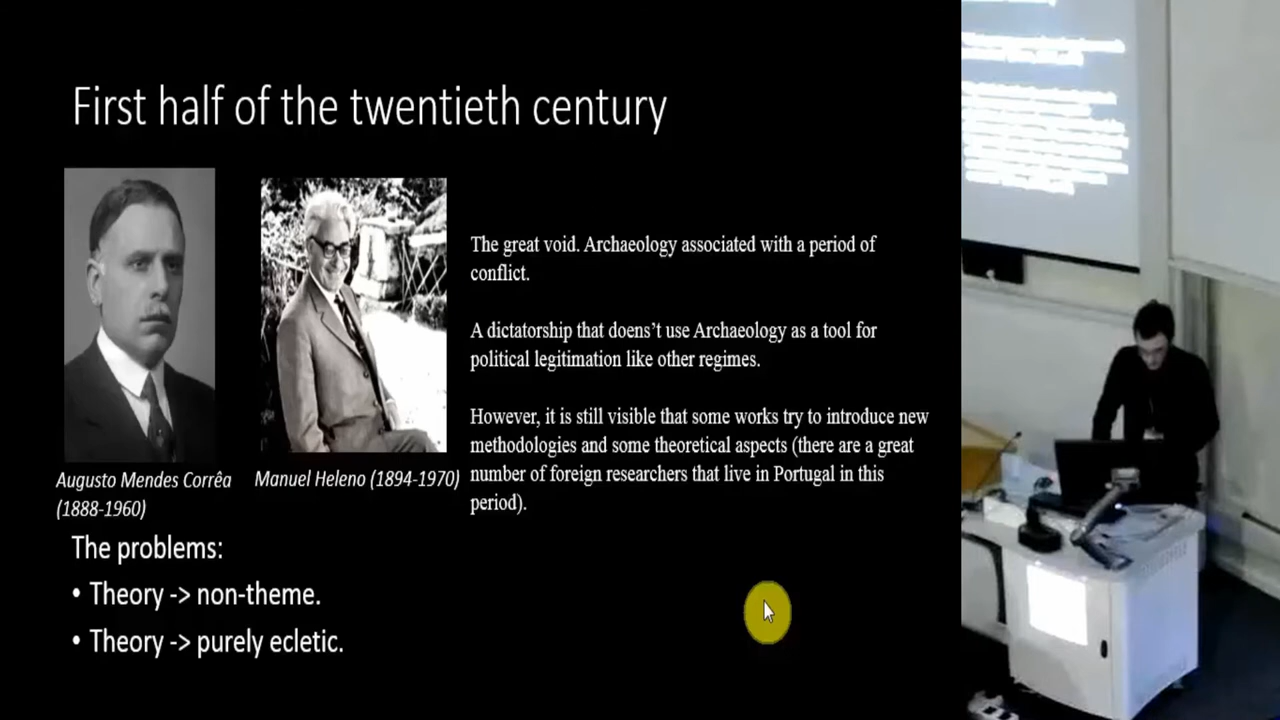 First half of the twentieth century
The great void. Archaeology associated with a period of
conflict.
A dictatorship that doens’t use Archaeology as a tool for
political legitimation like other regimes.
However, it is still visible that some works try to introduce new
methodologies and some theoretical aspects (there are a great
number of foreign researchers that live in Portugal in this
period).
Augusto Mendes Corrêa
(1888-1960)
Manuel Heleno (1894-1970)
The problems:
• Theory -> non-theme.
• Theory -> purely ecletic.